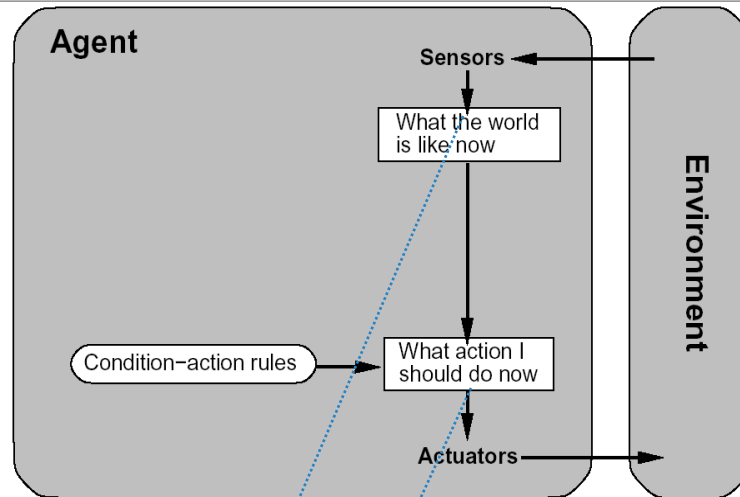 Agent
Sensors
What the world
is like now
Environment
Condition−action rules
What action I
should do now
Actuators